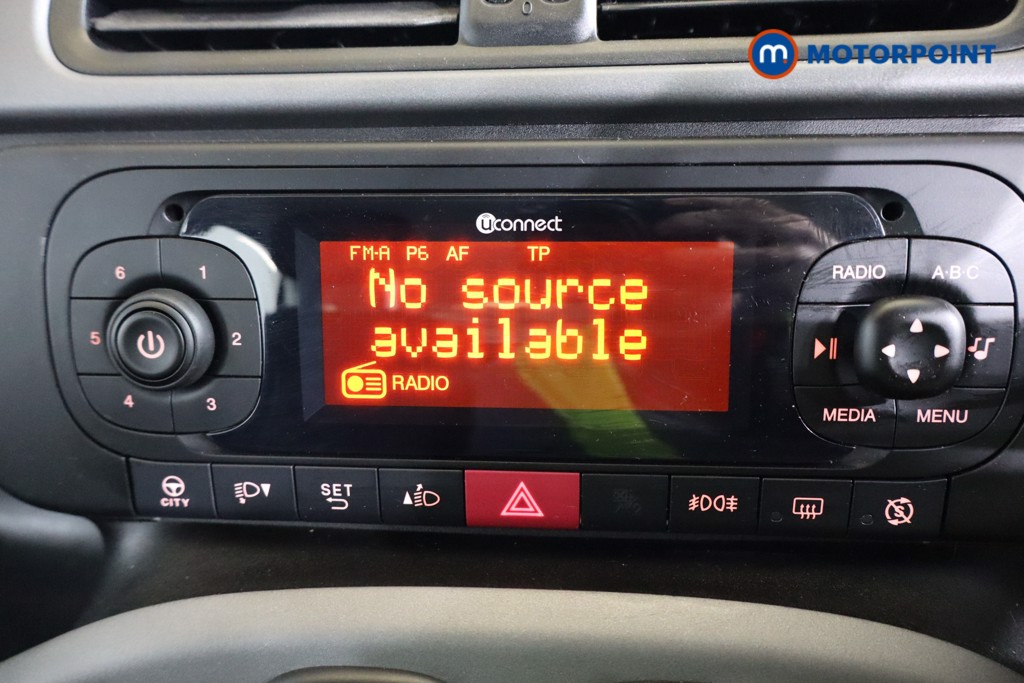 0
m MOTORPOINT
uconnect
FM-A P6 AF TP
No source
available
RADIO
6 1
5 2
4 3
RADIO A·B·C
MEDIA MENU
CITY
SET